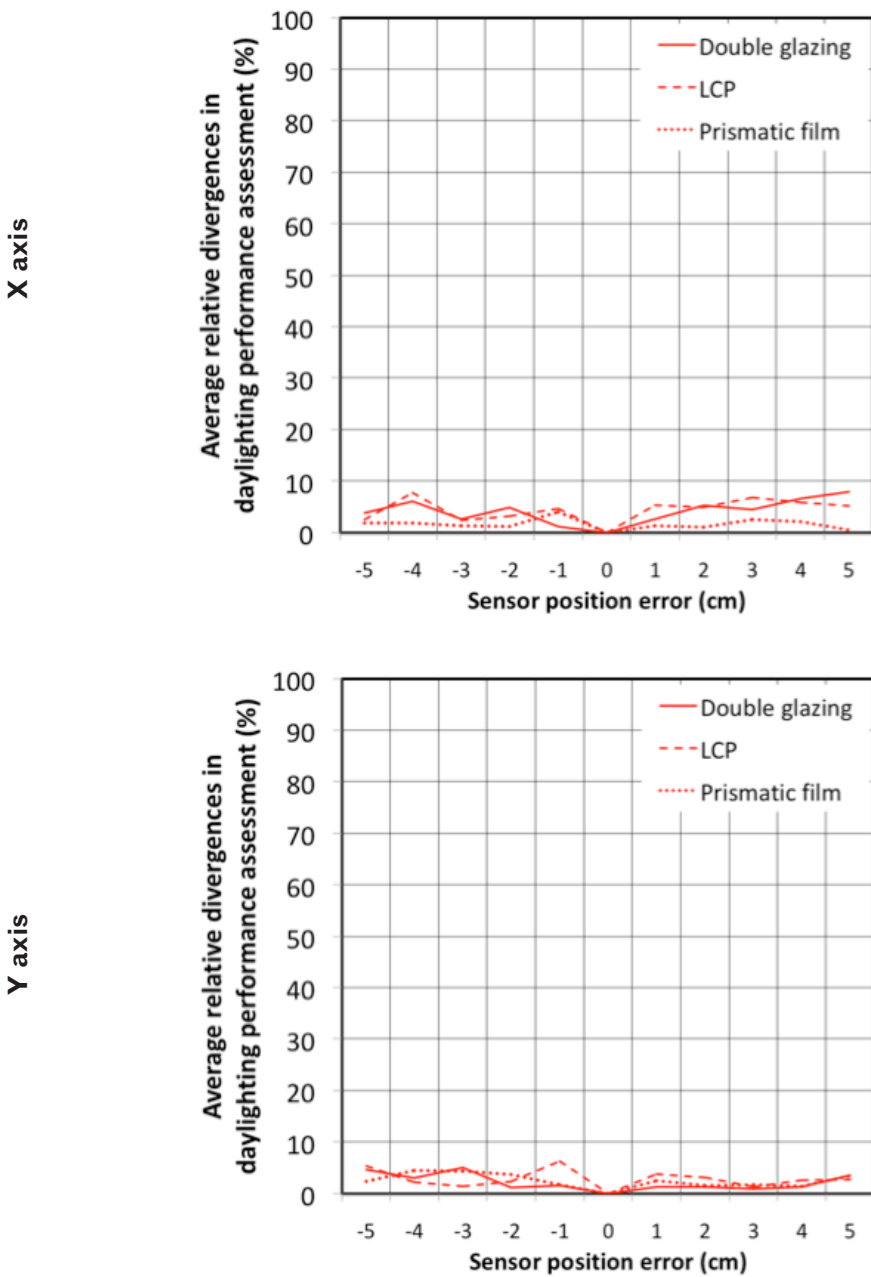 X axis
Average relative divergences in
daylighting performance assessment (%)
100
90
80
70
60
50
40
30
20
10
0
Double glazing
LCP
Prismatic film
-5 -4 -3 -2 -1 0 1 2 3 4 5
Sensor position error (cm)
Y axis
Average relative divergences in
daylighting performance assessment (%)
100
90
80
70
60
50
40
30
20
10
0
Double glazing
LCP
Prismatic film
-5 -4 -3 -2 -1 0 1 2 3 4 5
Sensor position error (cm)